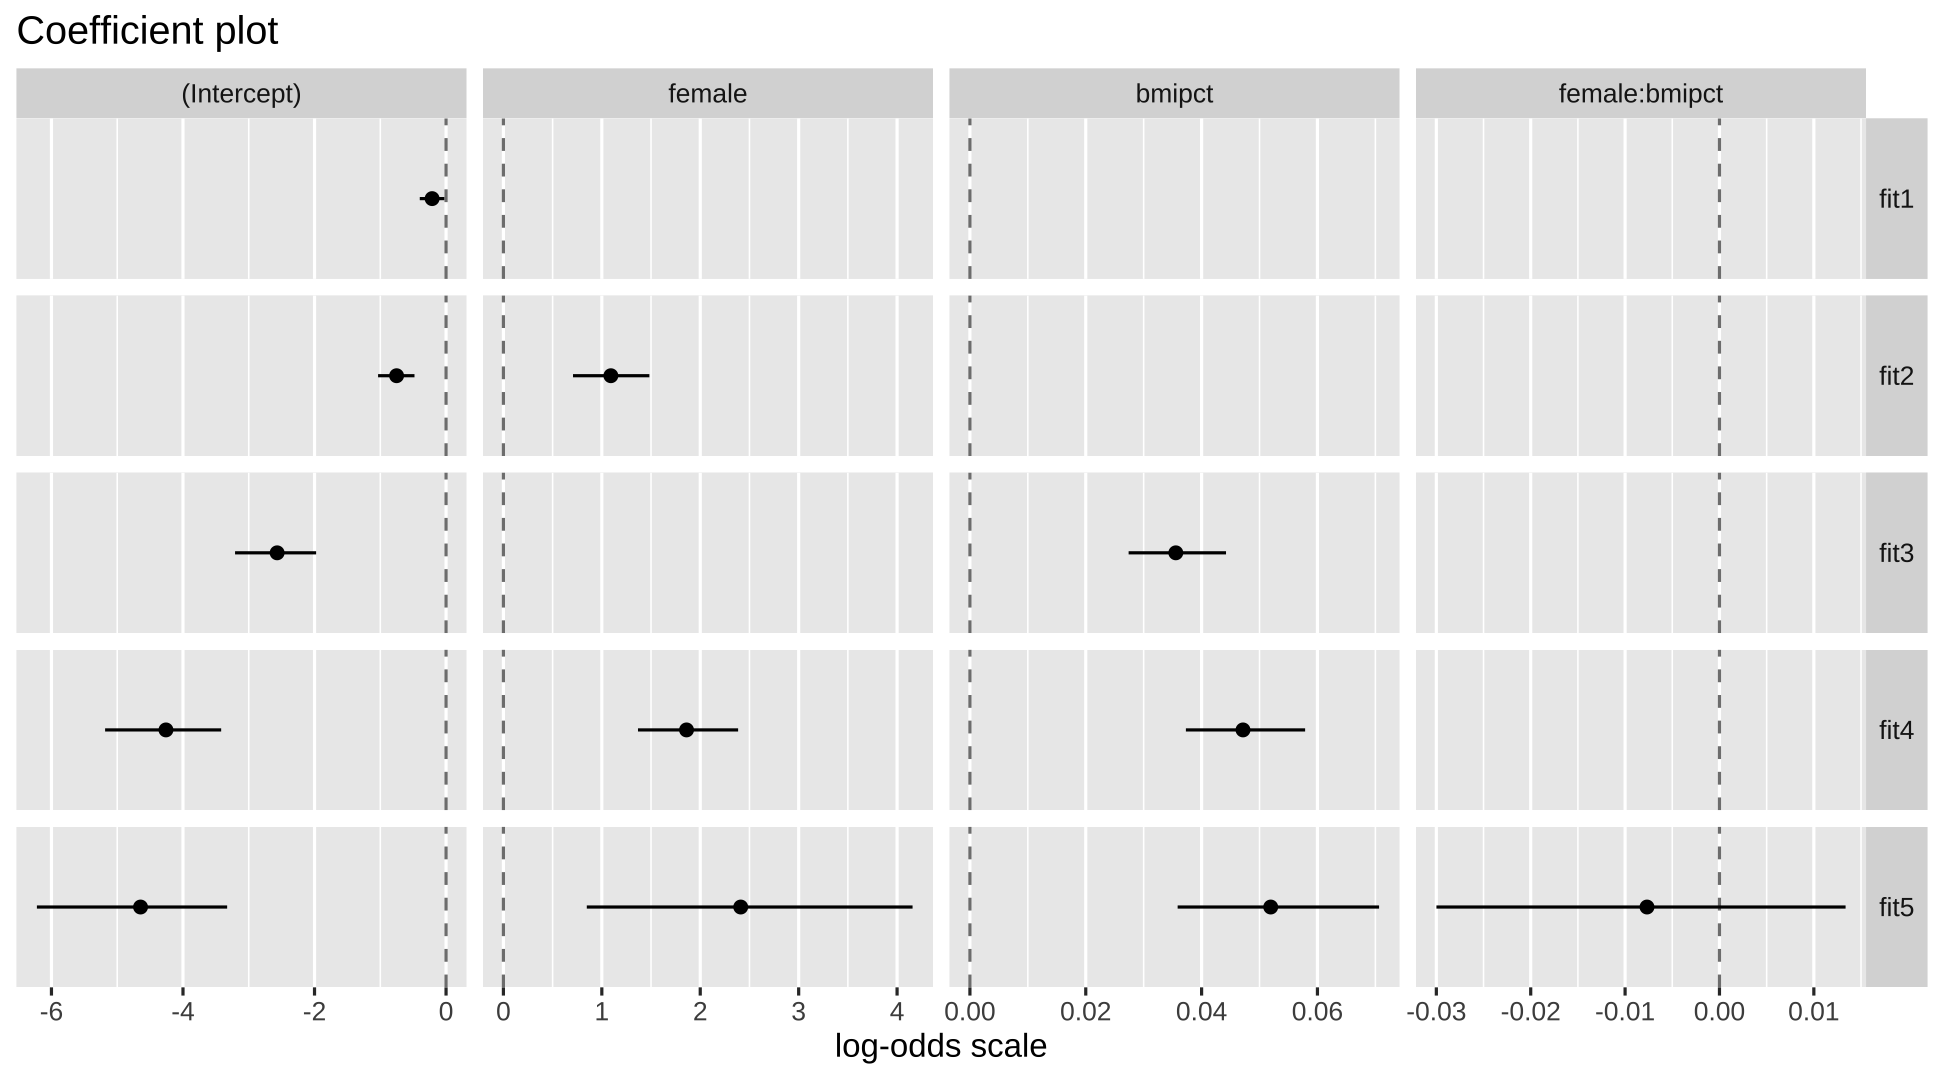 Coefficient plot
(Intercept) female bmipct female:bmipct
fit1
fit2
fit3
fit4
fit5
-6 -4 -2 0 0 1 2 3 4 0.00 0.02 0.04 0.06 -0.03 -0.02 -0.01 0.00 0.01
log-odds scale